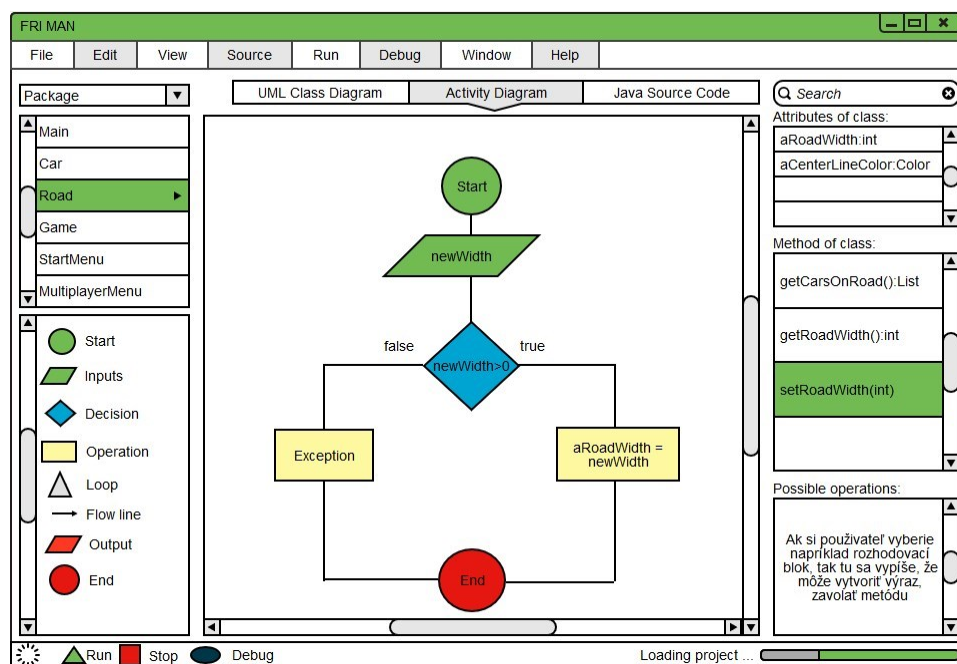 FRI MAN
File Edit View Source Run Debug Window Help
Package
Main
Car
Road
Game
StartMenu
MultiplayerMenu
Start
Inputs
Decision
Operation
Loop
Flow line
Output
End
UML Class Diagram Activity Diagram Java Source Code
Start
newWidth
false true
newWidth>0
Exception
aRoadWidth =
newWidth
End
Search
Attributes of class:
aRoadWidth:int
aCenterLineColor:Color
Method of class:
getCarsOnRoad():List
getRoadWidth():int
setRoadWidth(int)
Possible operations:
Ak si používateľ vyberie
napríklad rozhodovací
blok, tak tu sa vypíše, že
môže vytvoriť výraz,
zavolať metódu
Run Stop Debug Loading project ...